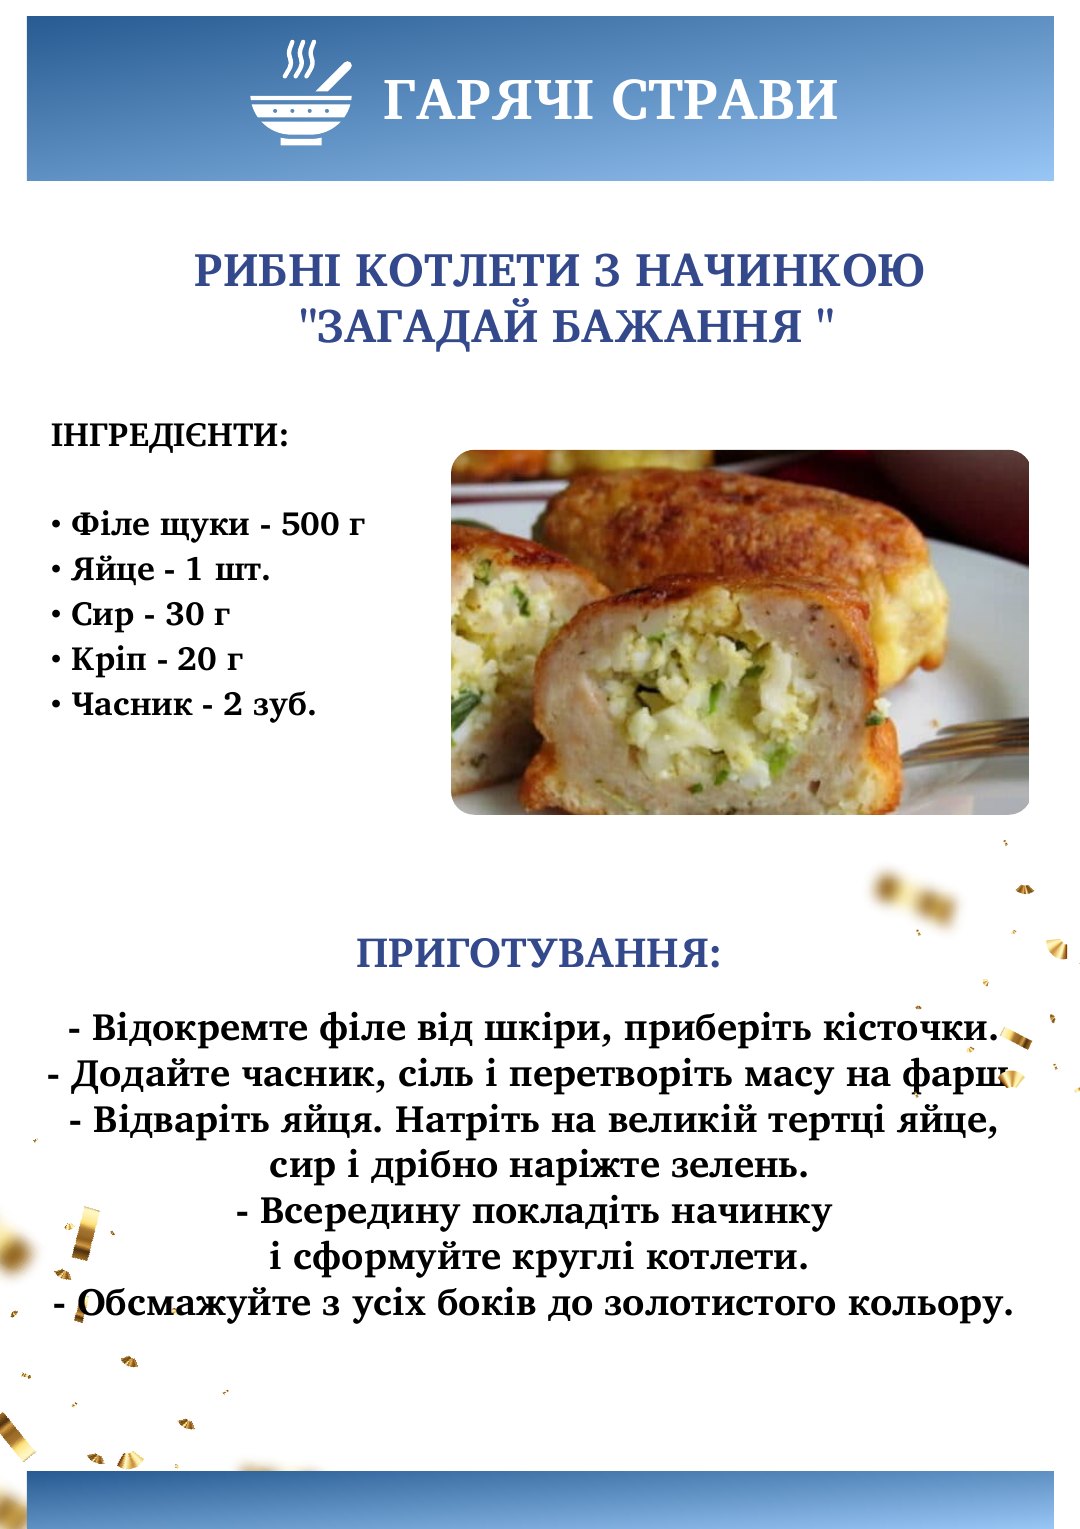 ГАРЯЧІ СТРАВИ
РИБНІ КОТЛЕТИ З НАЧИНКОЮ
"ЗАГАДАЙ БАЖАННЯ "
ІНГРЕДІЄНТИ:
• Філе щуки - 500 г
• Яйце - 1 шт.
• Сир - 30 г
• Кріп - 20 г
• Часник - 2 зуб.
ПРИГОТУВАННЯ:
- Відокремте філе від шкіри, приберіть кісточки.
- Додайте часник, сіль і перетворіть масу на фарш
- Відваріть яйця. Натріть на великій тертці яйце,
сир і дрібно наріжте зелень.
- Всередину покладіть начинку
і сформуйте круглі котлети.
- Обсмажуйте з усіх боків до золотистого кольору.